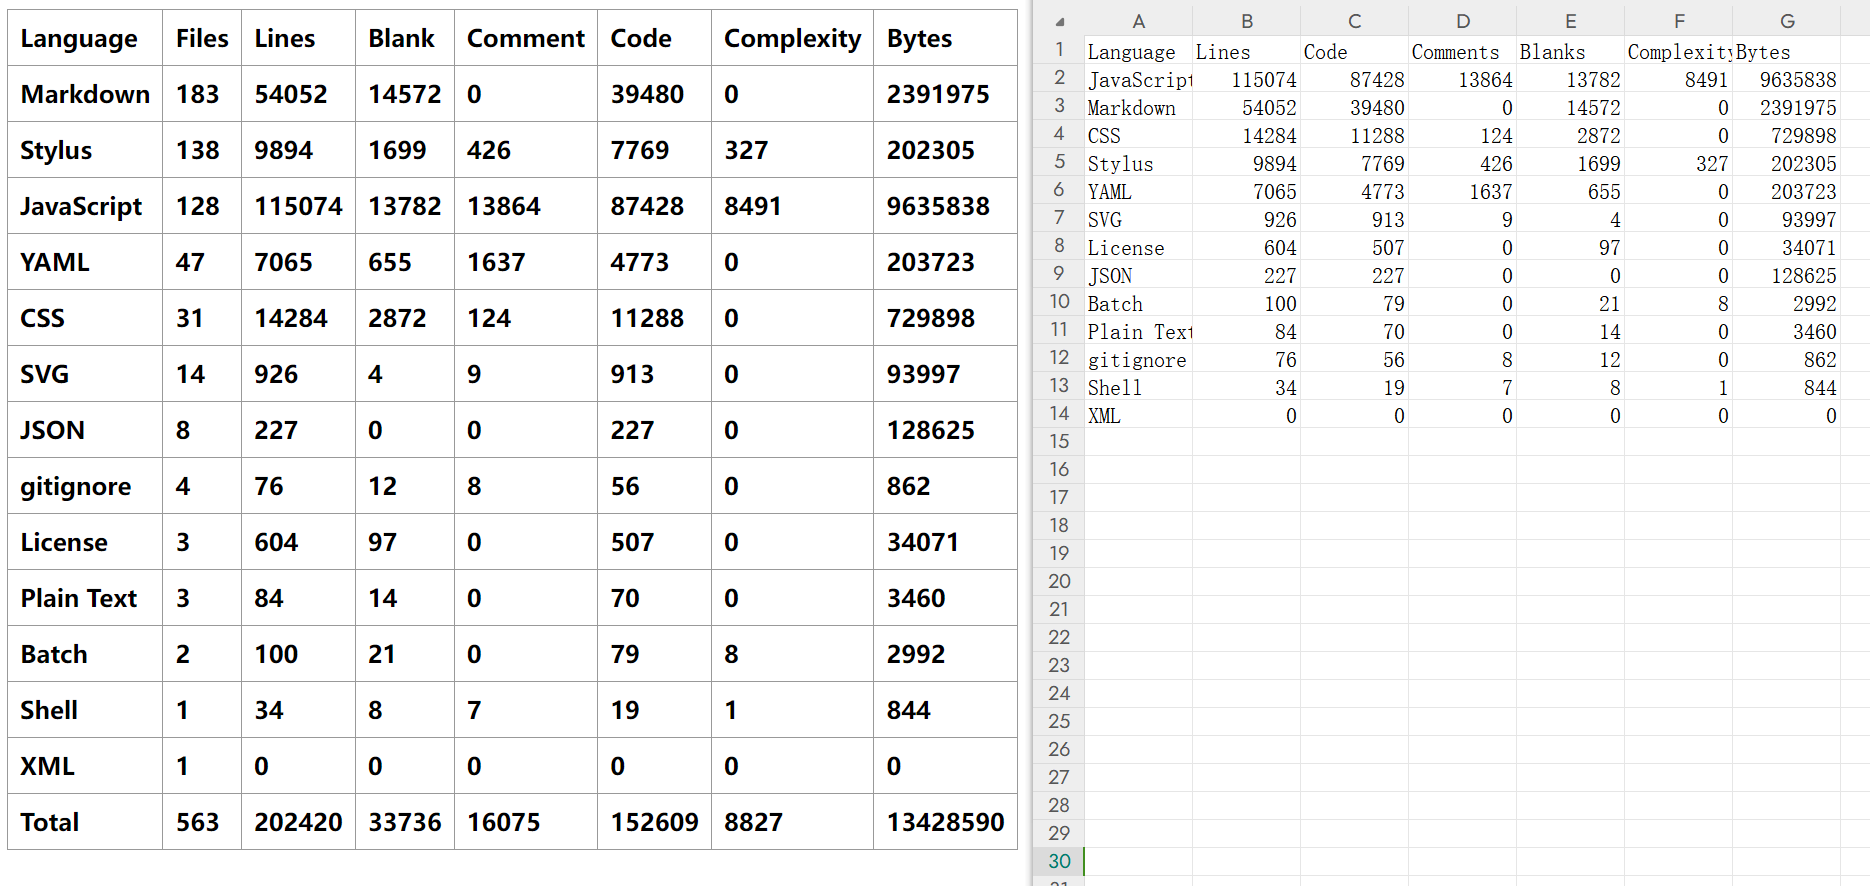 Language Files Lines Blank Comment Code Complexity Bytes
Markdown 183 54052 14572 0 39480 0 2391975
Stylus 138 9894 1699 426 7769 327 202305
JavaScript 128 115074 13782 13864 87428 8491 9635838
YAML 47 7065 655 1637 4773 0 203723
CSS 31 14284 2872 124 11288 0 729898
SVG 14 926 4 9 913 0 93997
JSON 8 227 0 0 227 0 128625
gitignore 4 76 12 8 56 0 862
License 3 604 97 0 507 0 34071
Plain Text 3 84 14 0 70 0 3460
Batch 2 100 21 0 79 8 2992
Shell 1 34 8 7 19 1 844
XML 1 0 0 0 0 0 0
Total 563 202420 33736 16075 152609 8827 13428590
A B C D E F G
1 Language Lines Code Comments Blanks Complexity Bytes
2 JavaScript 115074 87428 13864 13782 8491 9635838
3 Markdown 54052 39480 0 14572 0 2391975
4 CSS 14284 11288 124 2872 0 729898
5 Stylus 9894 7769 426 1699 327 202305
6 YAML 7065 4773 1637 655 0 203723
7 SVG 926 913 9 4 0 93997
8 License 604 507 0 97 0 34071
9 JSON 227 227 0 0 0 128625
10 Batch 100 79 0 21 8 2992
11 Plain Text 84 70 0 14 0 3460
12 gitignore 76 56 8 12 0 862
13 Shell 34 19 7 8 1 844
14 XML 0 0 0 0 0 0
15
16
17
18
19
20
21
22
23
24
25
26
27
28
29
30
31